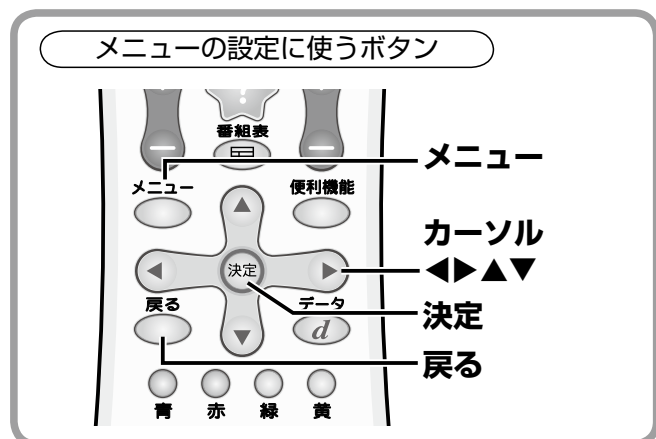 メニューの設定に使うボタン
番組表
メニュー
便利機能
決定
戻る
データ
d
青 赤 緑 黄
メニュー
カーソル
◀▶▲▼
決定
戻る